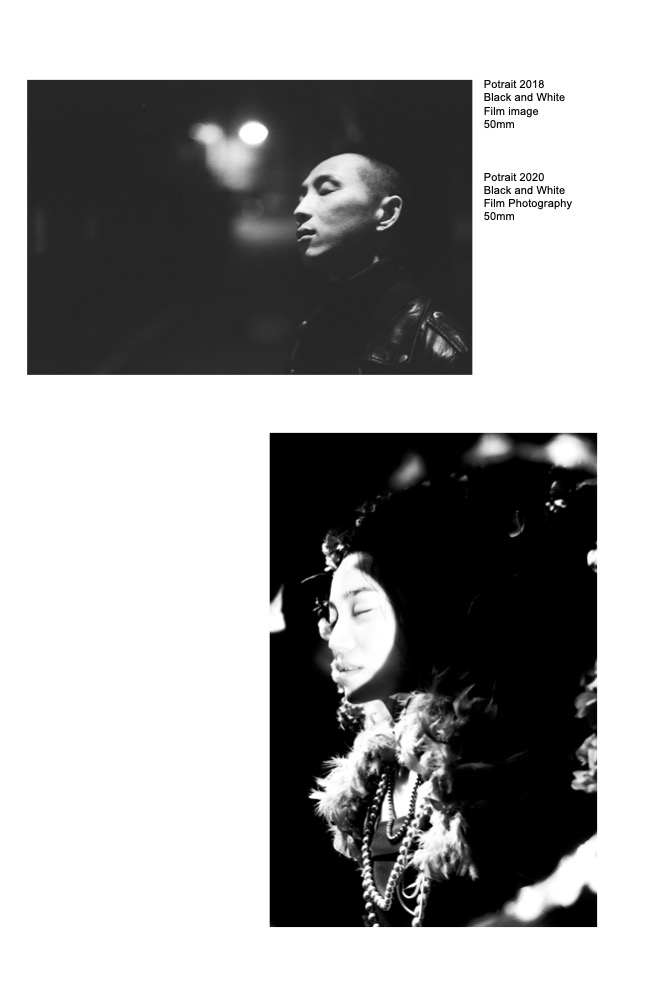 Potrait 2018
Black and White
Film image
50mm
Potrait 2020
Black and White
Film Photography
50mm